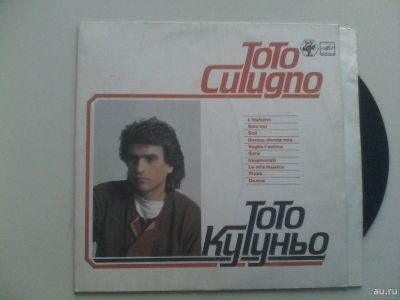 Toto
Cutugno
L'italiano
Solo noi
Soli
Donna, donna mia
Voglio l'anima
Sarà
Innamorati
La mia musica
Flash
Donne
Тото
Кутуньо
au.ru